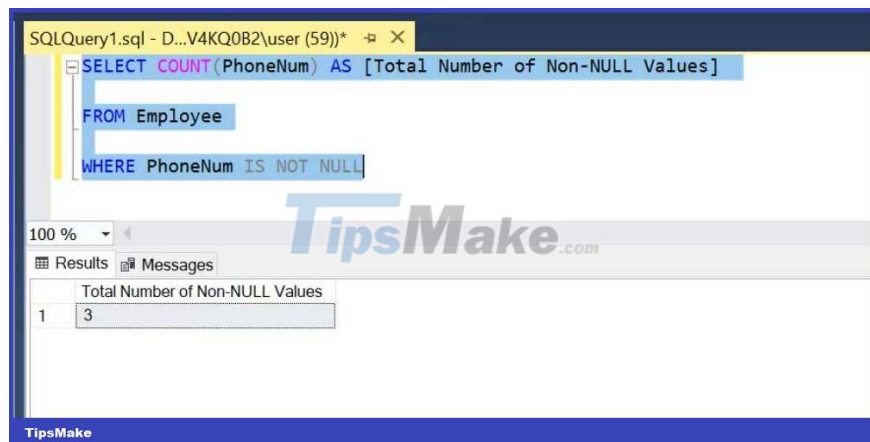 SQLQuery1.sql - D...V4KQ0B2\user (59))*
SELECT COUNT(PhoneNum) AS [Total Number of Non-NULL Values]
FROM Employee
WHERE PhoneNum IS NOT NULL
TipsMake.com
100 %
Results Messages
Total Number of Non-NULL Values
1 3
TipsMake